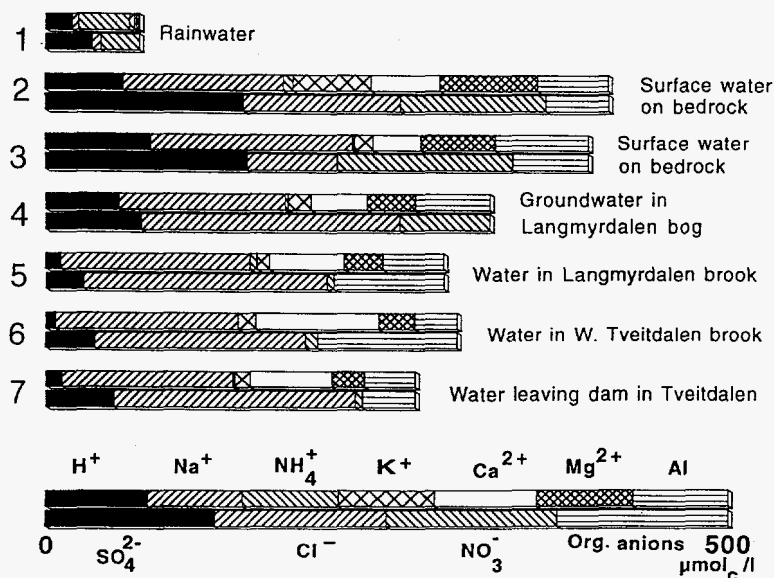 1 Rainwater
2 Surface water
on bedrock
3 Surface water
on bedrock
4 Groundwater in
Langmyrdalen bog
5 Water in Langmyrdalen brook
6 Water in W. Tveitdalen brook
7 Water leaving dam in Tveitdalen
H⁺ Na⁺ NH₄⁺ K⁺ Ca²⁺ Mg²⁺ Al
0 SO₄²⁻ Cl⁻ NO₃⁻ Org. anions 500
μmol_c/l